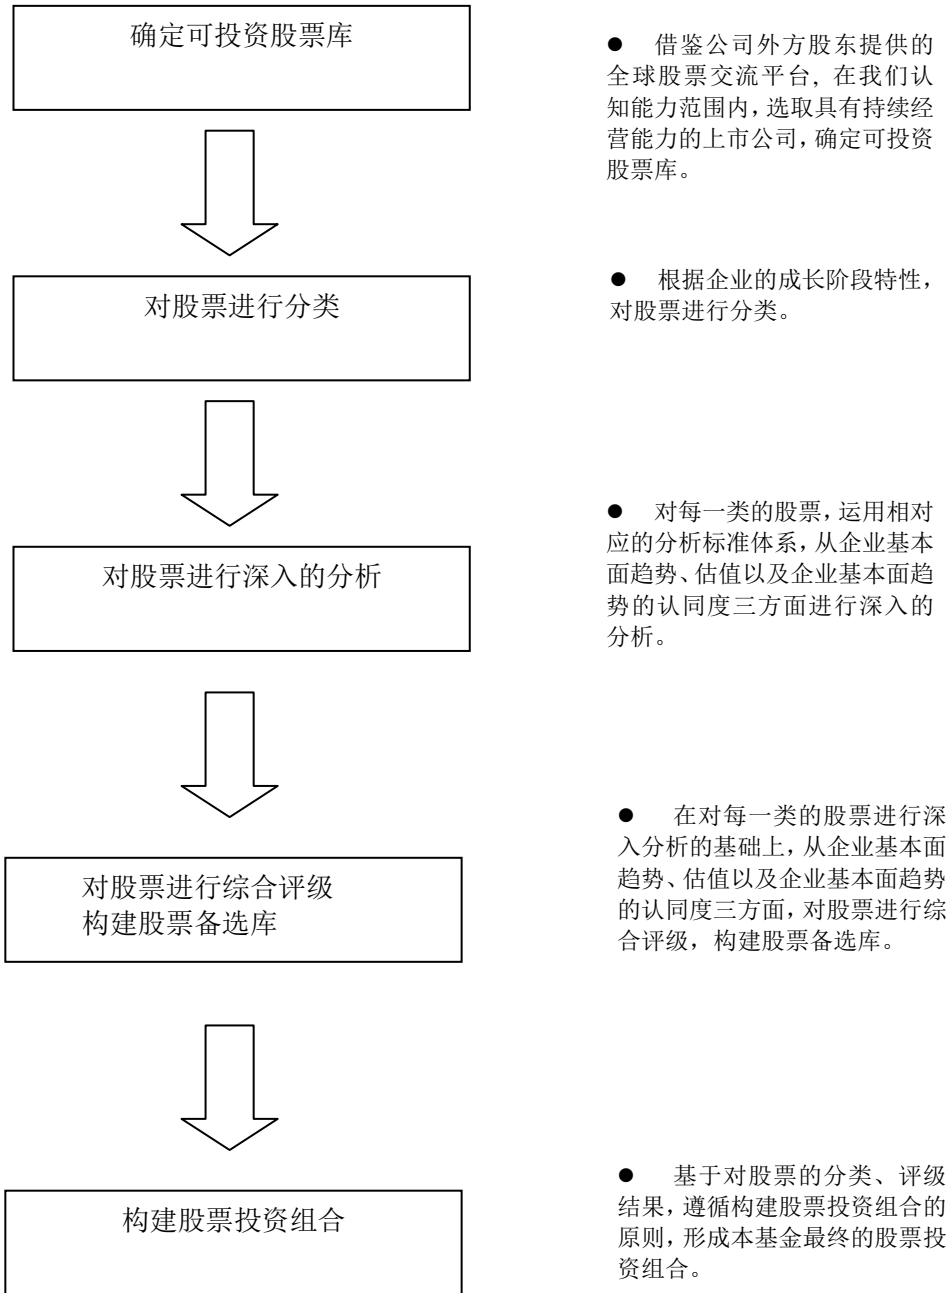 确定可投资股票库
● 借鉴公司外方股东提供的
全球股票交流平台, 在我们认
知能力范围内，选取具有持续经
营能力的上市公司，确定可投资
股票库。
对股票进行分类
● 根据企业的成长阶段特性，
对股票进行分类。
对股票进行深入的分析
● 对每一类的股票，运用相对
应的分析标准体系，从企业基本
面趋势、估值以及企业基本面趋
势的认同度三方面进行深入的
分析。
对股票进行综合评级
构建股票备选库
● 在对每一类的股票进行深
入分析的基础上，从企业基本面
趋势、估值以及企业基本面趋势
的认同度三方面，对股票进行综
合评级，构建股票备选库。
构建股票投资组合
● 基于对股票的分类、评级
结果，遵循构建股票投资组合的
原则，形成本基金最终的股票投
资组合。